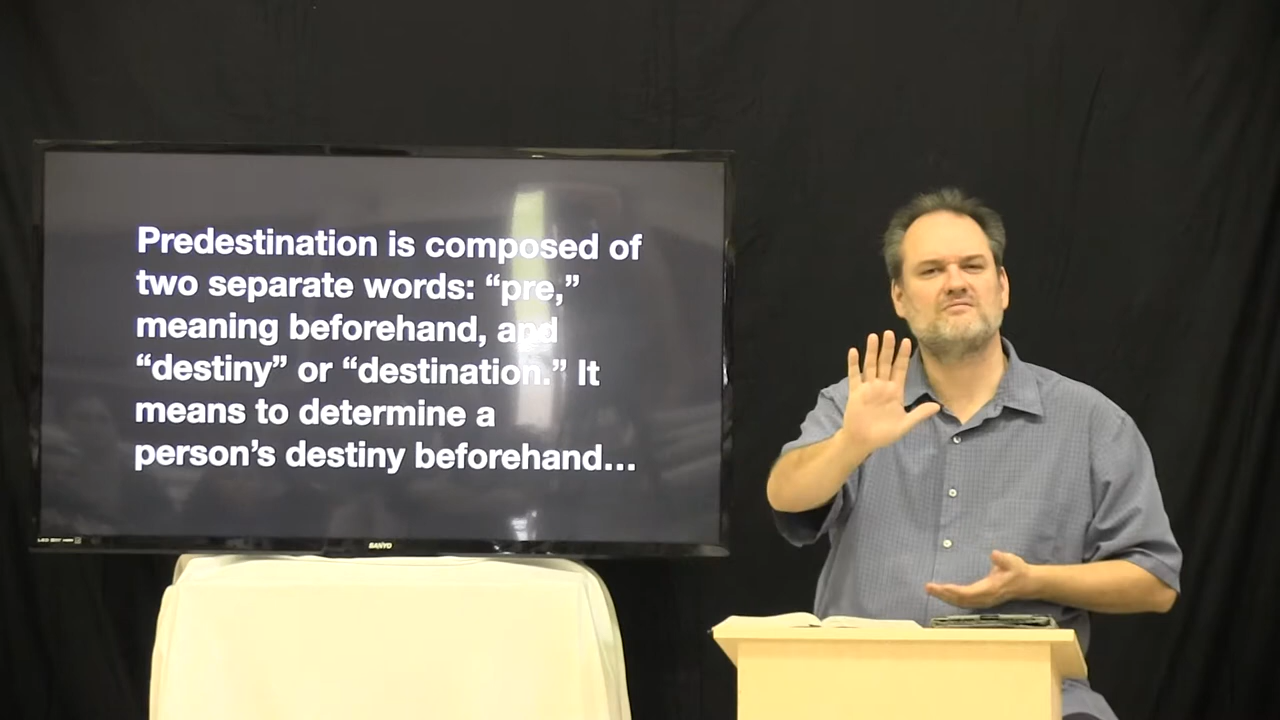 Predestination is composed of
two separate words: “pre,”
meaning beforehand, and
“destiny” or “destination.” It
means to determine a
person’s destiny beforehand...
SANYO